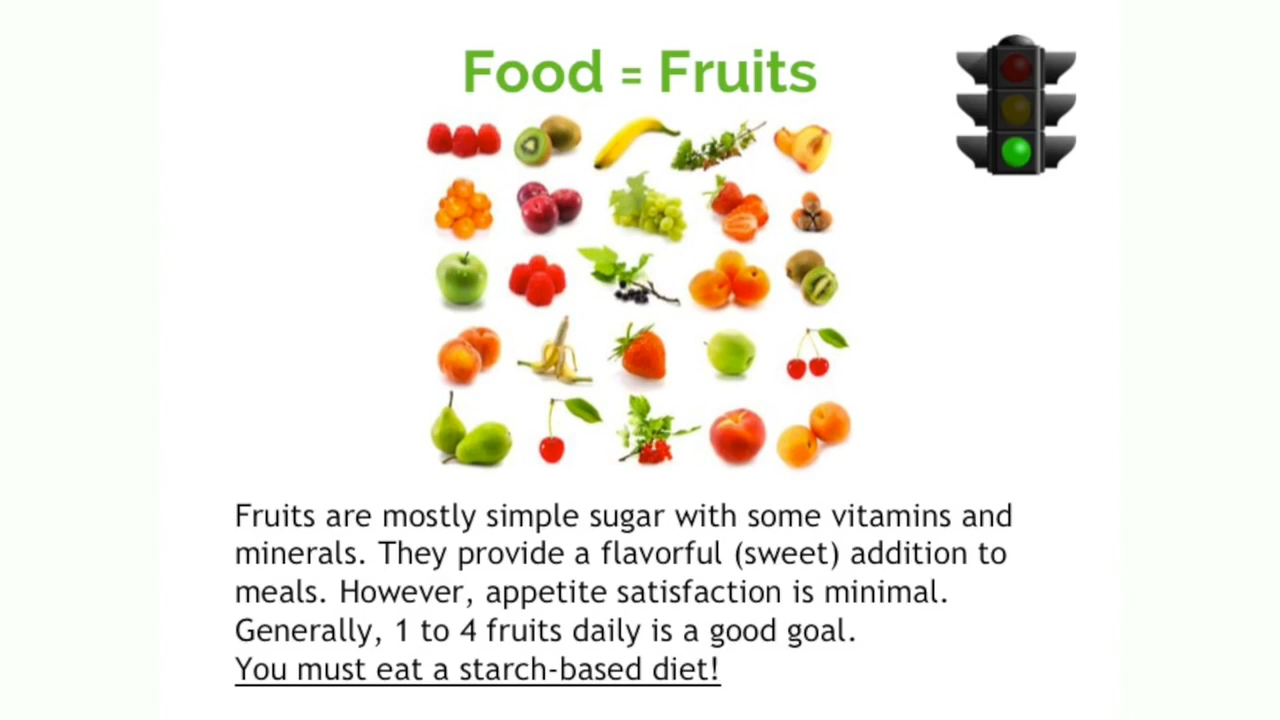 Food = Fruits
Fruits are mostly simple sugar with some vitamins and
minerals. They provide a flavorful (sweet) addition to
meals. However, appetite satisfaction is minimal.
Generally, 1 to 4 fruits daily is a good goal.
You must eat a starch-based diet!